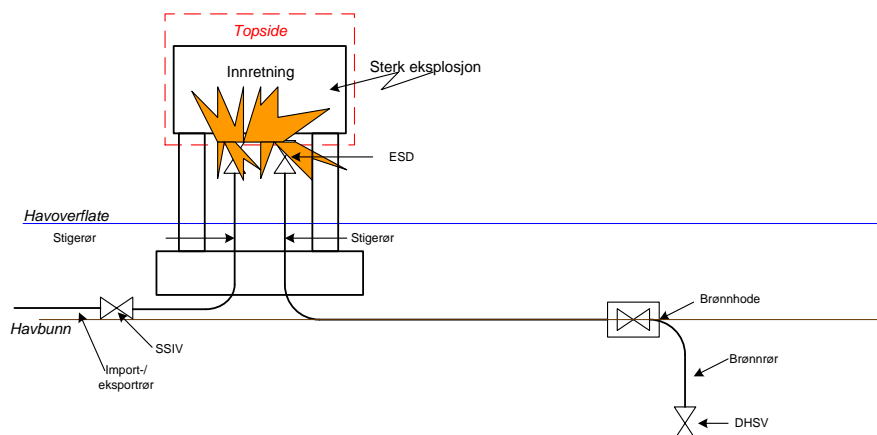 Topside
Sterk eksplosjon
Innretning
ESD
Havoverflate
Stigerør
Stigerør
Brønnhode
Havbunn
SSIV
Brønnrør
Import-/
eksportrør
DHSV